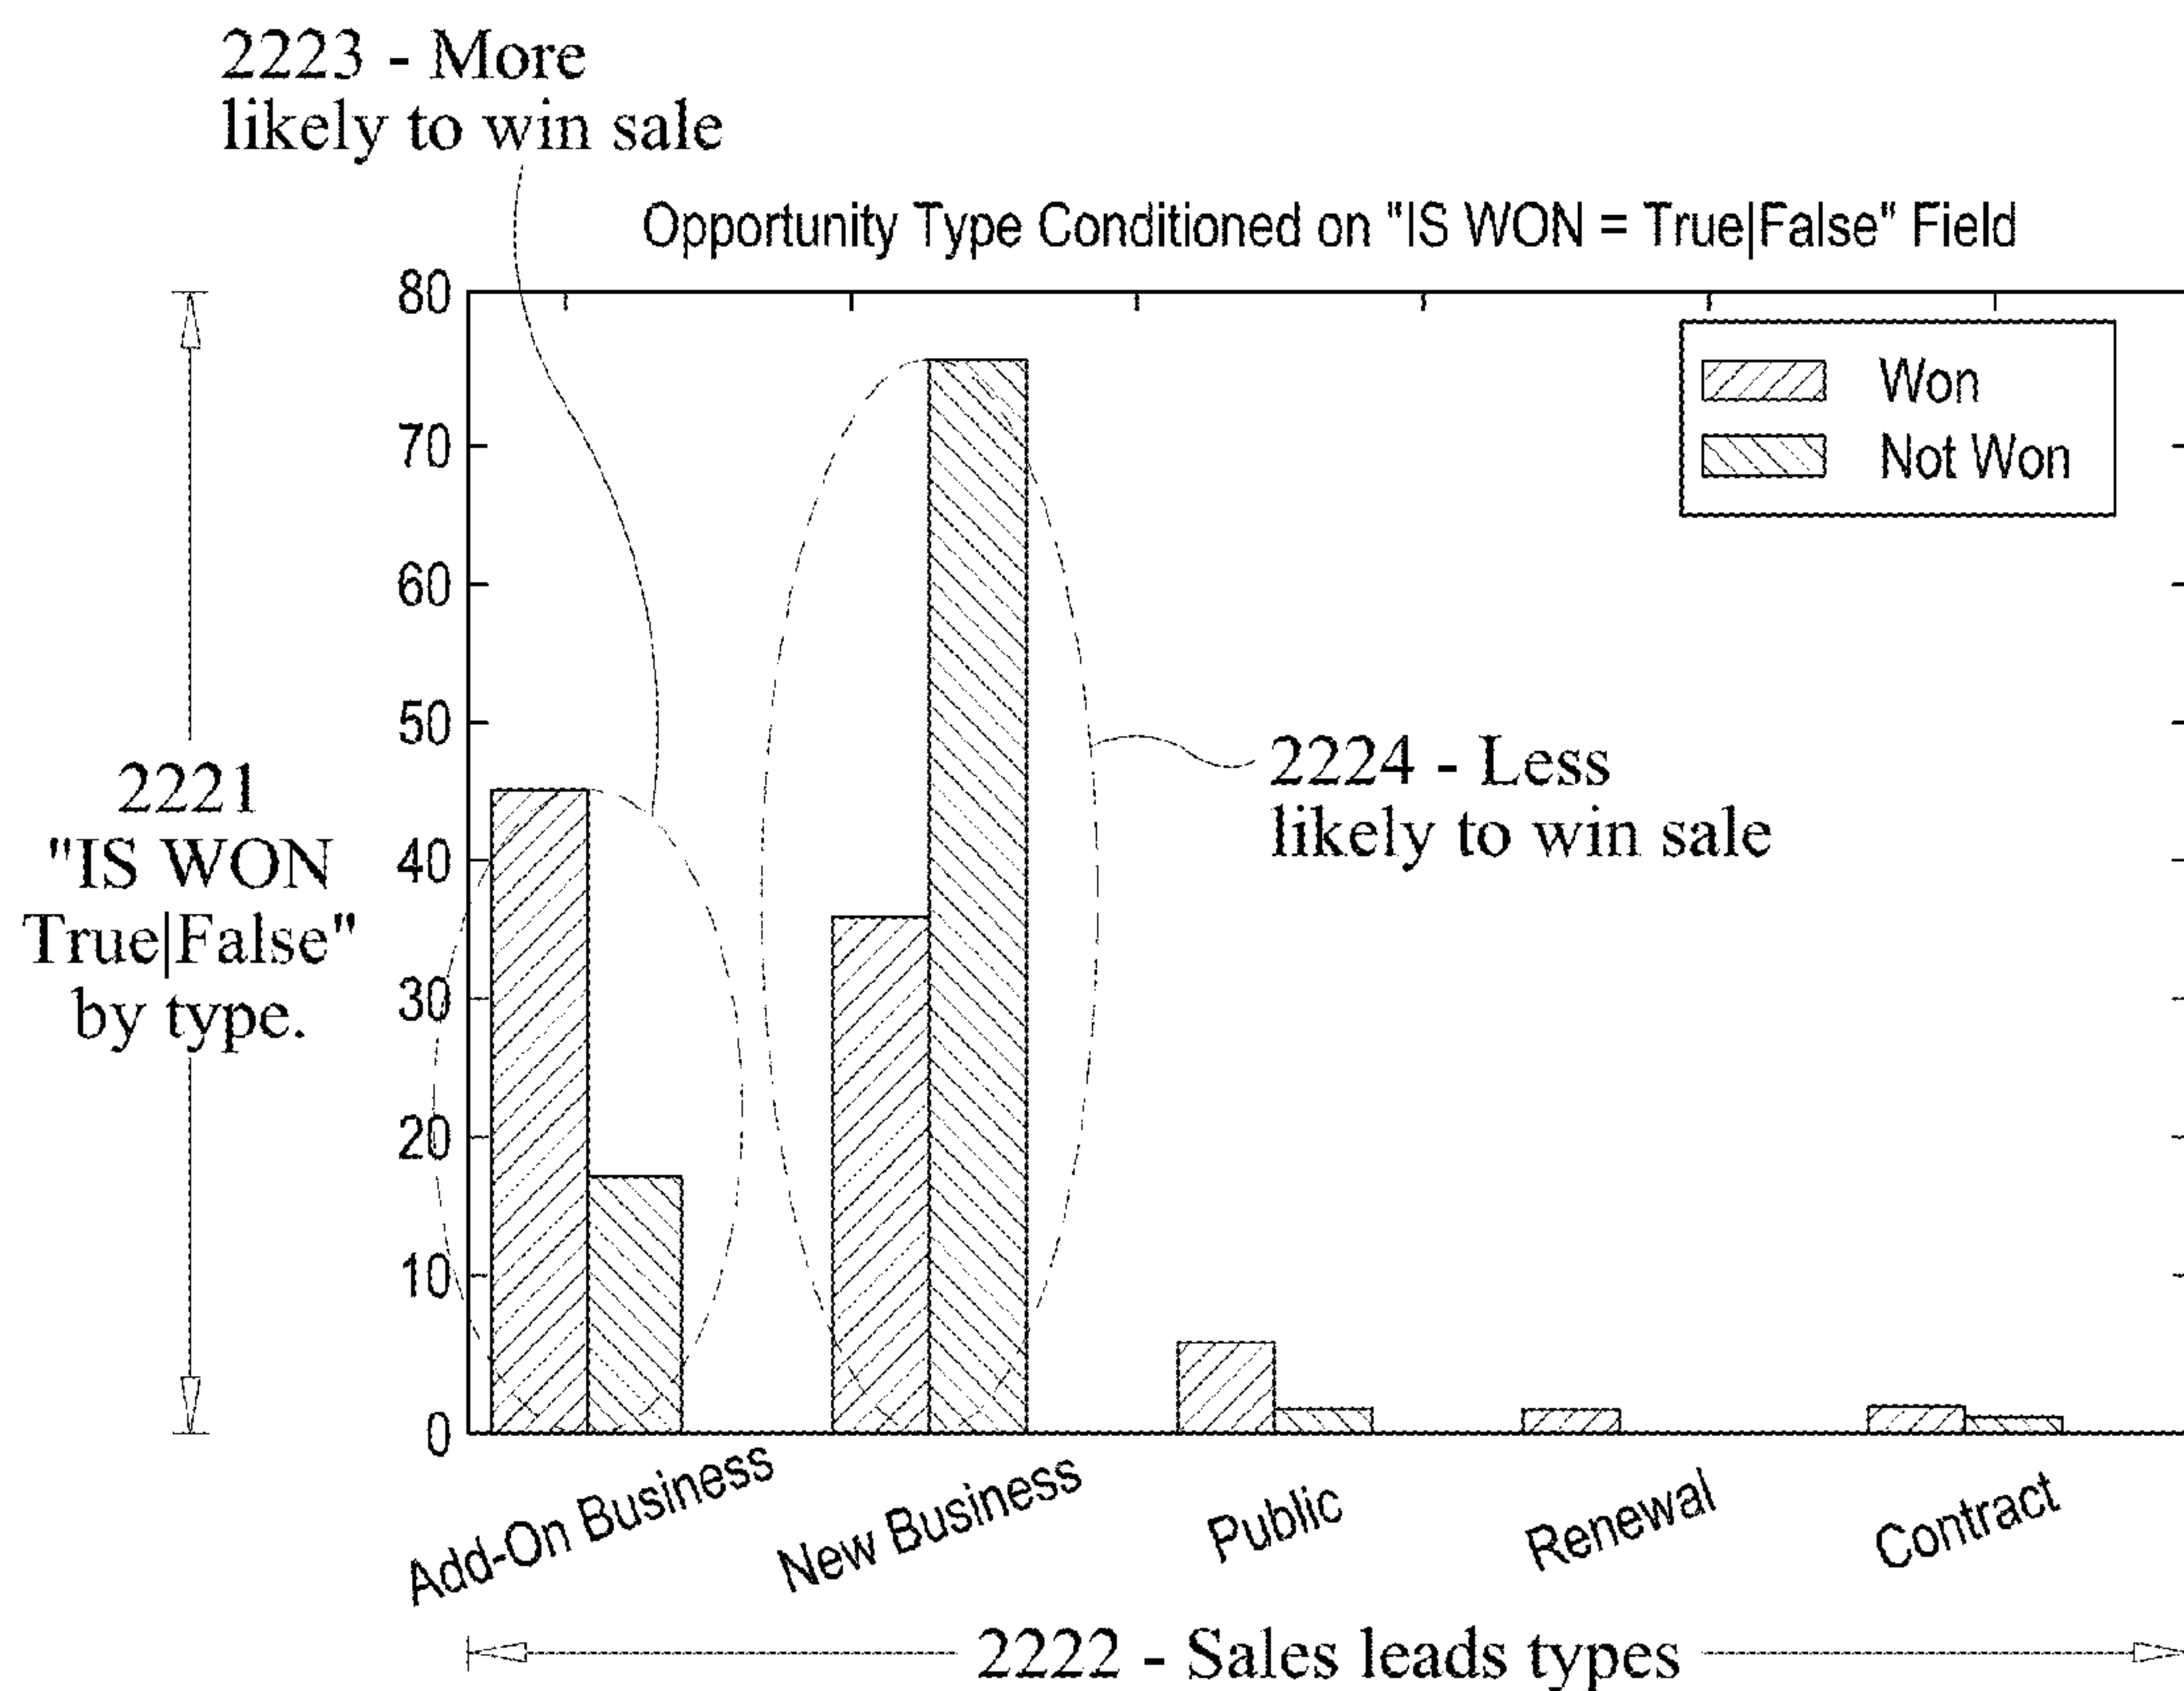 2223 - More
likely to win sale
Opportunity Type Conditioned on "IS WON = True|False" Field
80
70
60
50
40
30
20
10
0
Won
Not Won
2221
"IS WON
True|False"
by type.
2224 - Less
likely to win sale
Add-On Business
New Business
Public
Renewal
Contract
2222 - Sales leads types